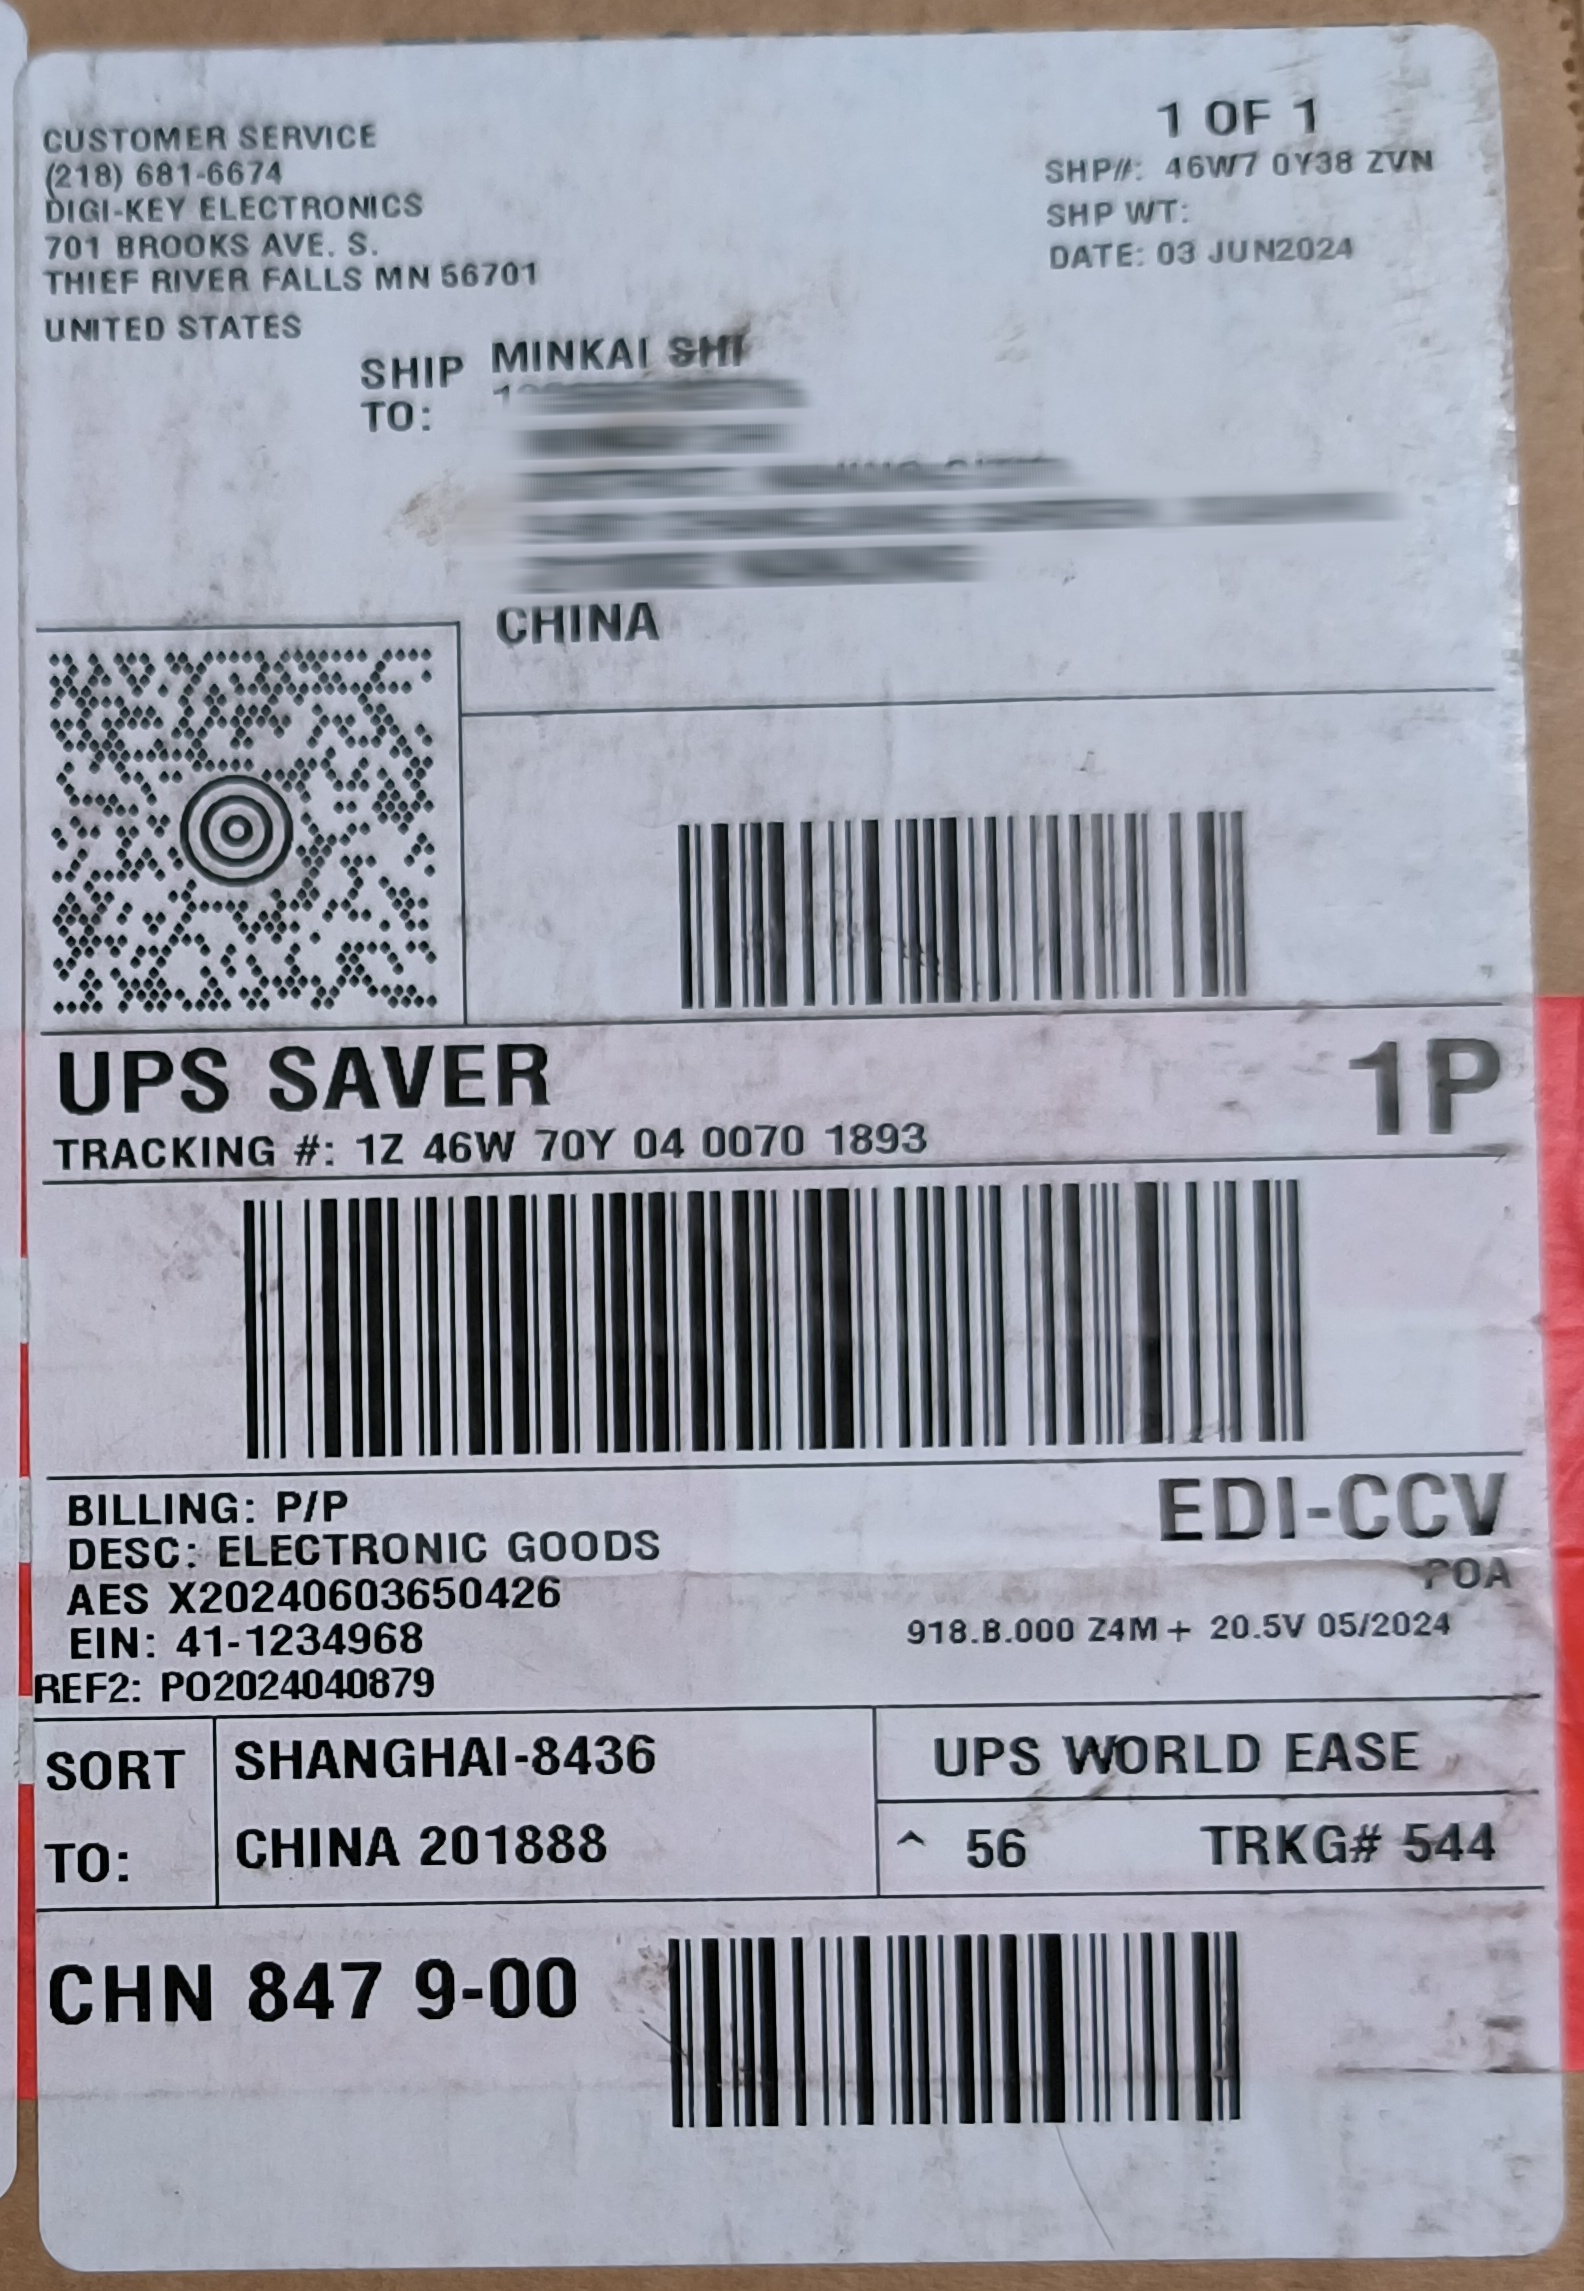 CUSTOMER SERVICE
(218) 681-6674
DIGI-KEY ELECTRONICS
701 BROOKS AVE. S.
THIEF RIVER FALLS MN 56701
UNITED STATES
1 OF 1
SHP#: 46W7 0Y38 ZVN
SHP WT:
DATE: 03 JUN2024
SHIP TO:
MINKAI SHI
CHINA
UPS SAVER
1P
TRACKING #: 1Z 46W 70Y 04 0070 1893
BILLING: P/P
DESC: ELECTRONIC GOODS
AES X20240603650426
EIN: 41-1234968
REF2: PO2024040879
EDI-CCV
POA
918.B.000 Z4M+ 20.5V 05/2024
SORT TO:
SHANGHAI-8436
CHINA 201888
UPS WORLD EASE
^ 56 TRKG# 544
CHN 847 9-00